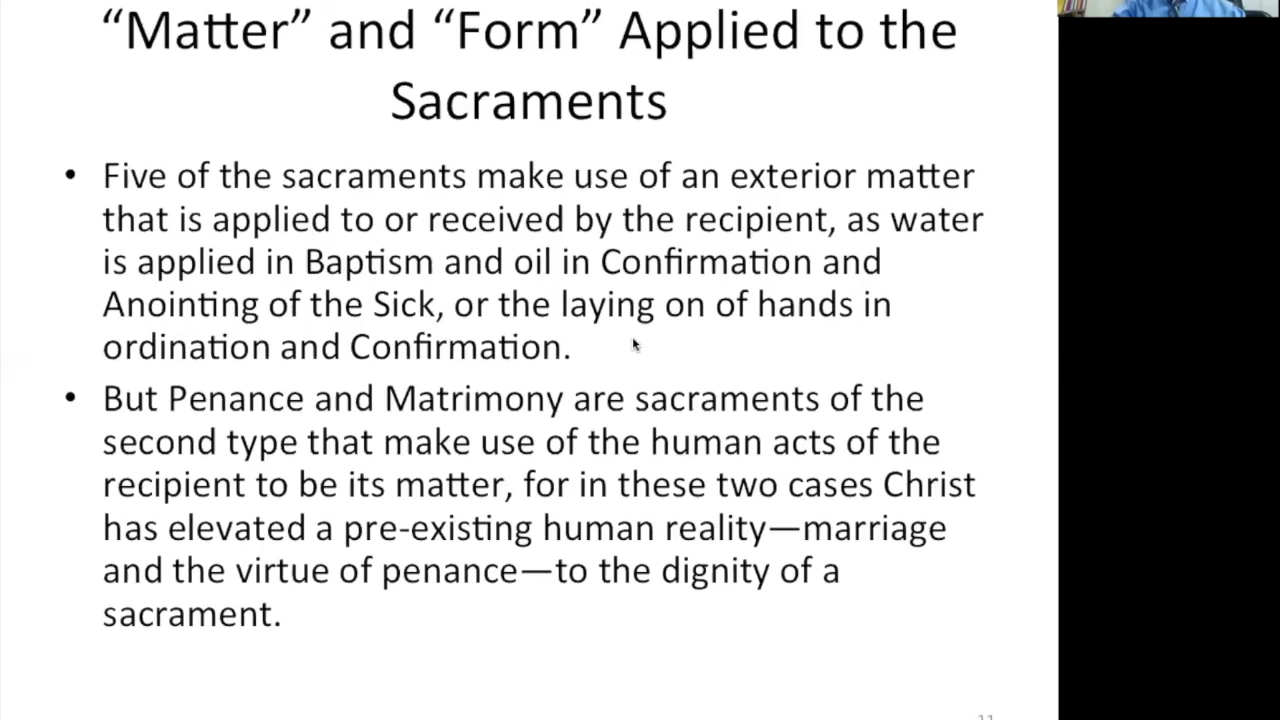 “Matter” and “Form” Applied to the
Sacraments
• Five of the sacraments make use of an exterior matter
that is applied to or received by the recipient, as water
is applied in Baptism and oil in Confirmation and
Anointing of the Sick, or the laying on of hands in
ordination and Confirmation.
• But Penance and Matrimony are sacraments of the
second type that make use of the human acts of the
recipient to be its matter, for in these two cases Christ
has elevated a pre-existing human reality—marriage
and the virtue of penance—to the dignity of a
sacrament.
11